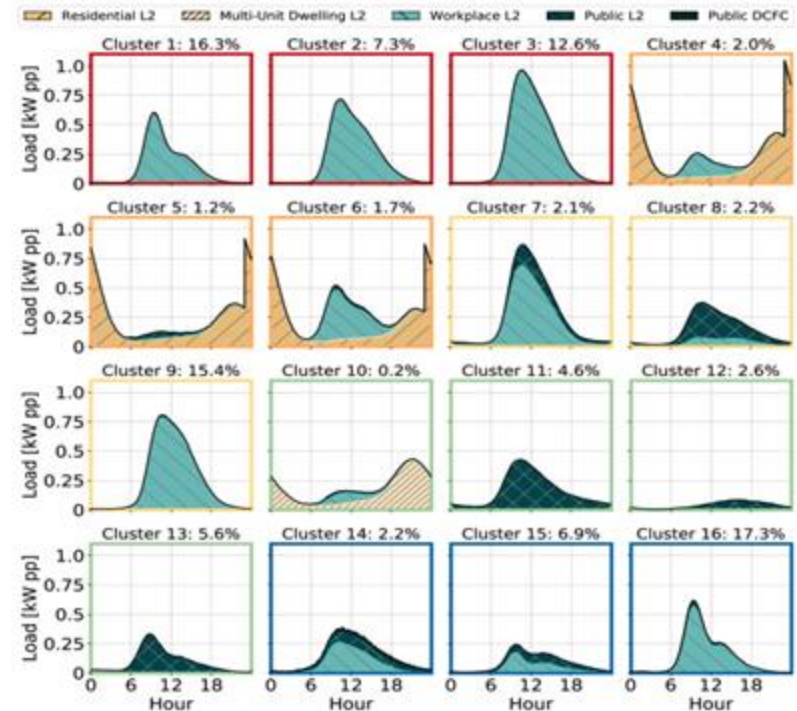 Residential L2 Multi-Unit Dwelling L2 Workplace L2 Public L2 Public DCFC
Cluster 1: 16.3% Cluster 2: 7.3% Cluster 3: 12.6% Cluster 4: 2.0%
Load [kW pp]
1.0
0.75
0.5
0.25
0
Cluster 5: 1.2% Cluster 6: 1.7% Cluster 7: 2.1% Cluster 8: 2.2%
Load [kW pp]
1.0
0.75
0.5
0.25
0
Cluster 9: 15.4% Cluster 10: 0.2% Cluster 11: 4.6% Cluster 12: 2.6%
Load [kW pp]
1.0
0.75
0.5
0.25
0
Cluster 13: 5.6% Cluster 14: 2.2% Cluster 15: 6.9% Cluster 16: 17.3%
Load [kW pp]
1.0
0.75
0.5
0.25
0
0 6 12 18 0 6 12 18 0 6 12 18 0 6 12 18
Hour Hour Hour Hour